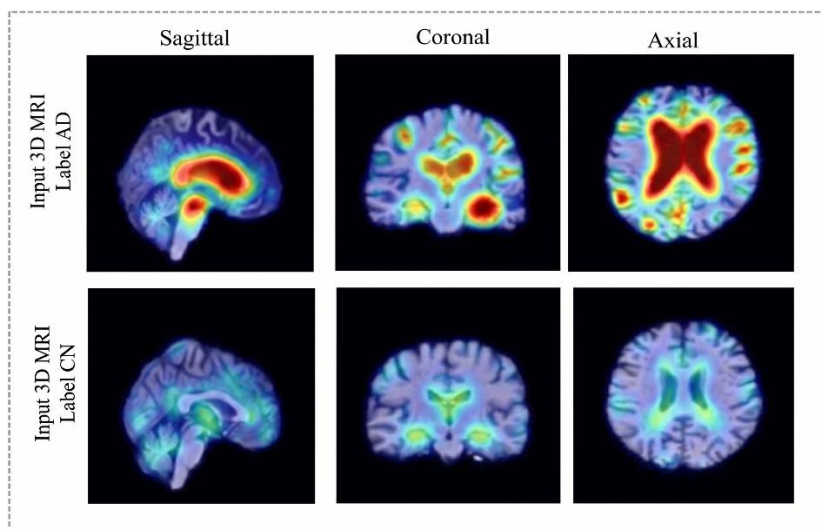 Sagittal
Coronal
Axial
Input 3D MRI
Label AD
Input 3D MRI
Label CN